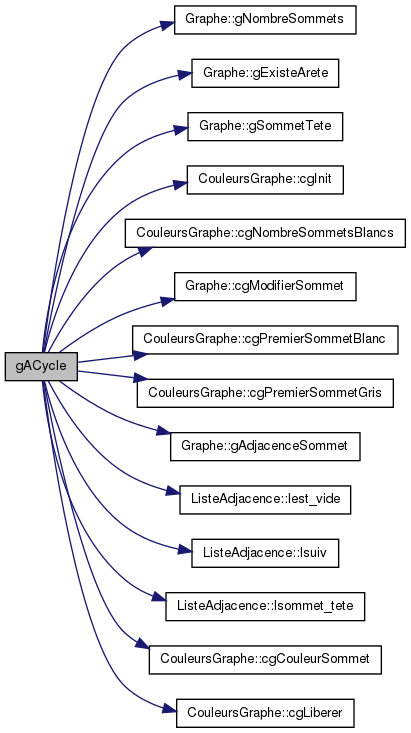 Graphe::gNombreSommets
Graphe::gExisteArete
Graphe::gSommetTete
CouleursGraphe::cgInit
CouleursGraphe::cgNombreSommetsBlancs
Graphe::cgModifierSommet
CouleursGraphe::cgPremierSommetBlanc
gACycle
CouleursGraphe::cgPremierSommetGris
Graphe::gAdjacenceSommet
ListeAdjacence::lest_vide
ListeAdjacence::lsuiv
ListeAdjacence::lsommet_tete
CouleursGraphe::cgCouleurSommet
CouleursGraphe::cgLiberer